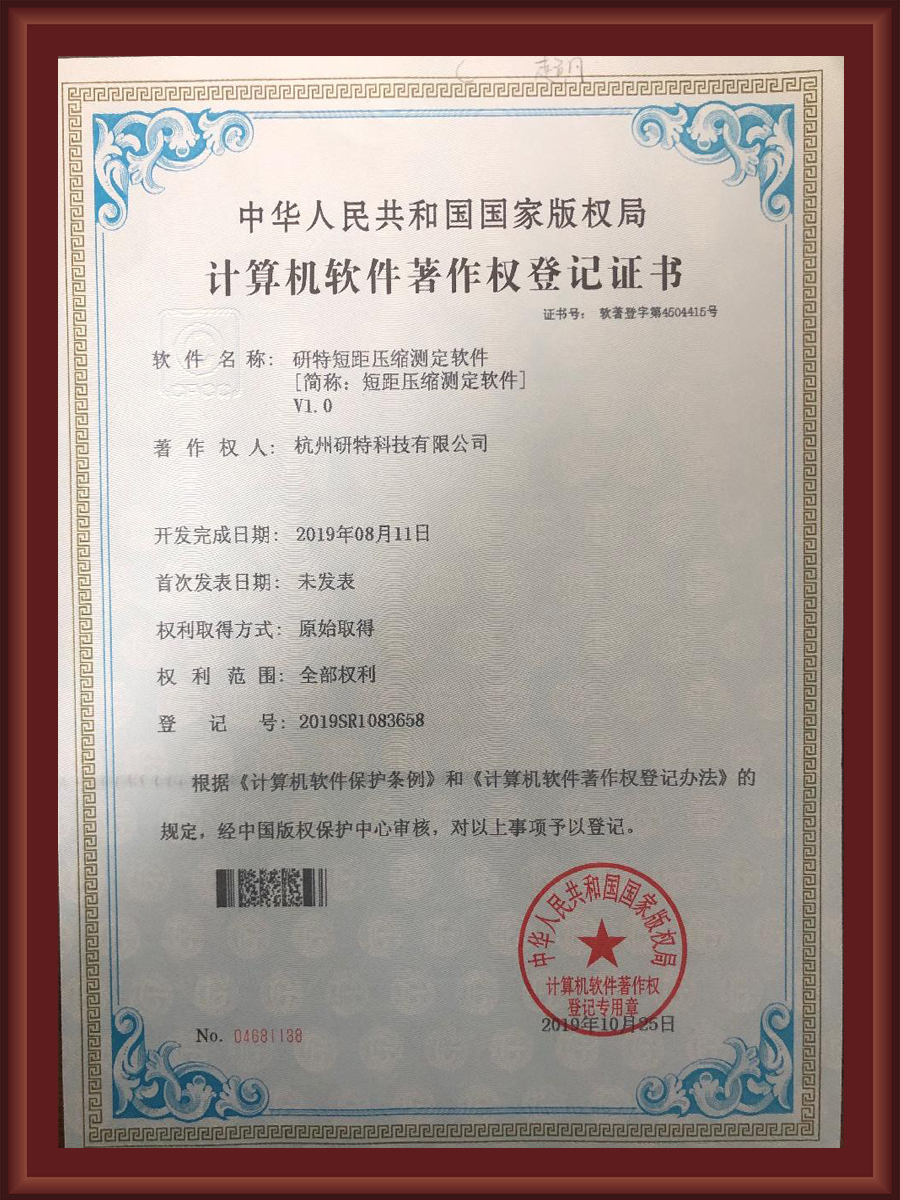 中华人民共和国国家版权局
计算机软件著作权登记证书
证书号： 软著登字第4504415号
软件名称： 研特短距压缩测定软件
[简称：短距压缩测定软件]
V1.0
著作权人： 杭州研特科技有限公司
开发完成日期： 2019年08月11日
首次发表日期： 未发表
权利取得方式： 原始取得
权利范围： 全部权利
登记号： 2019SR1083658
根据《计算机软件保护条例》和《计算机软件著作权登记办法》的
规定，经中国版权保护中心审核，对以上事项予以登记。
中华人民共和国国家版权局
计算机软件著作权
登记专用章
2019年10月25日
No. 04681138